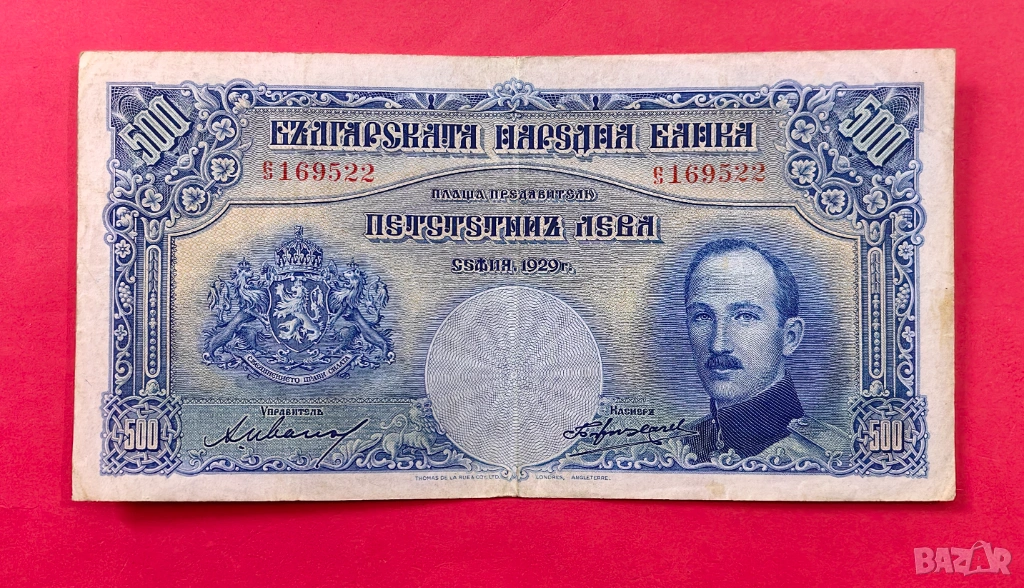 500 500
БЪЛГАРСКАТА НАРОДНА БАНКА
169522 169522
ПЛАЩА ПРЕДЯВИТЕЛЮ
ПЕТСТОТИНЪ ЛЕВА
СОФИЯ, 1929г.
СЪЕДИНЕНИЕТО ПРАВИ СИЛАТА
УПРАВИТЕЛЬ КАСИЕРЪ
500 500
THOMAS DE LA RUE & CO. LTD. LONDRES, ANGLETERRE.
BAZAR